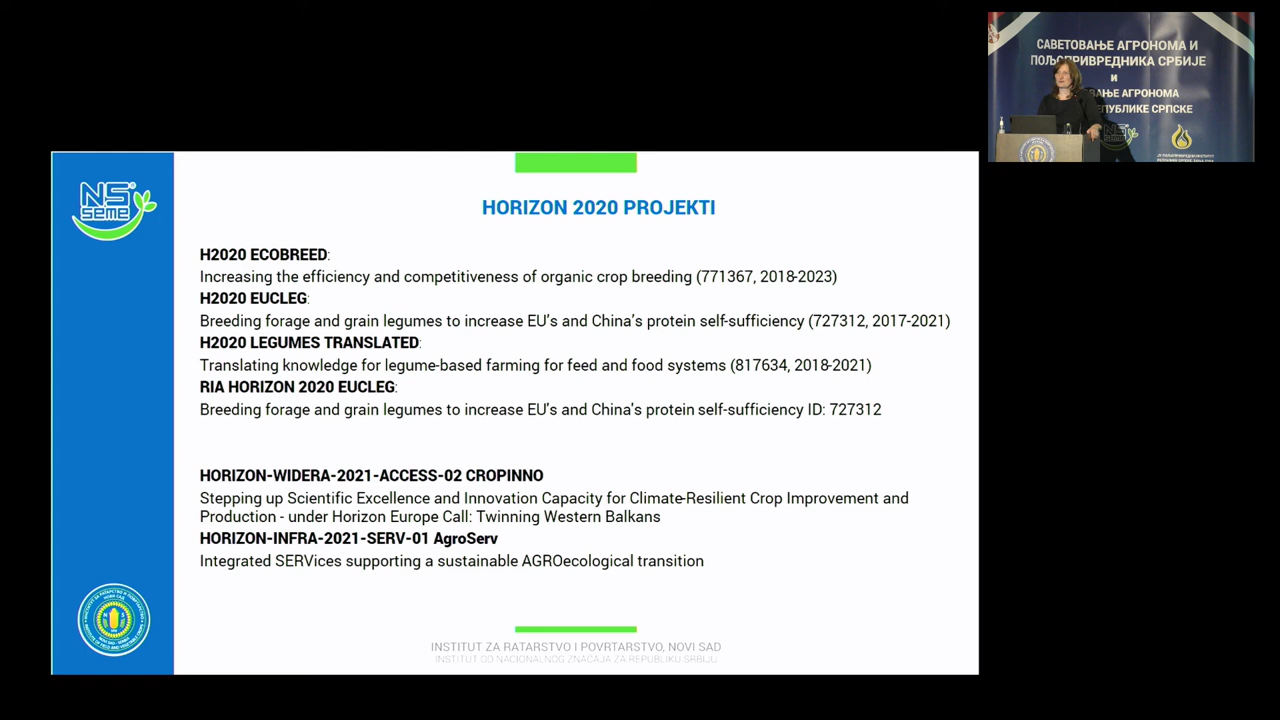 САВЕТОВАЊЕ АГРОНОМА И
ПОЉОПРИВРЕДНИКА СРБИЈЕ
И
АГРОНОМА
РЕПУБЛИКЕ СРПСКЕ
NS
seme
HORIZON 2020 PROJEKTI
H2020 ECOBREED:
Increasing the efficiency and competitiveness of organic crop breeding (771367, 2018-2023)
H2020 EUCLEG:
Breeding forage and grain legumes to increase EU's and China's protein self-sufficiency (727312, 2017-2021)
H2020 LEGUMES TRANSLATED:
Translating knowledge for legume-based farming for feed and food systems (817634, 2018-2021)
RIA HORIZON 2020 EUCLEG:
Breeding forage and grain legumes to increase EU's and China's protein self-sufficiency ID: 727312
HORIZON-WIDERA-2021-ACCESS-02 CROPINNO
Stepping up Scientific Excellence and Innovation Capacity for Climate-Resilient Crop Improvement and
Production - under Horizon Europe Call: Twinning Western Balkans
HORIZON-INFRA-2021-SERV-01 AgroServ
Integrated SERVices supporting a sustainable AGROecological transition
INSTITUT ZA RATARSTVO I POVRTARSTVO, NOVI SAD
INSTITUT OD NACIONALNOG ZNAČAJA ZA REPUBLIKU SRBIJU